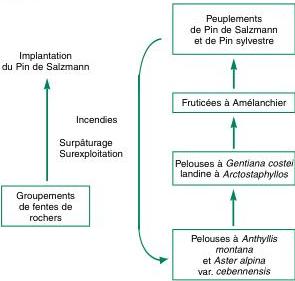 Peuplements
de Pin de Salzmann
et de Pin sylvestre
Implantation
du Pin de Salzmann
Fruticées à Amélanchier
Incendies
Surpâturage
Surexploitation
Pelouses à Gentiana costei
landine à Arctostaphyllos
Groupements
de fentes de
rochers
Pelouses à Anthyllis
montana
et Aster alpina
var. cebennensis